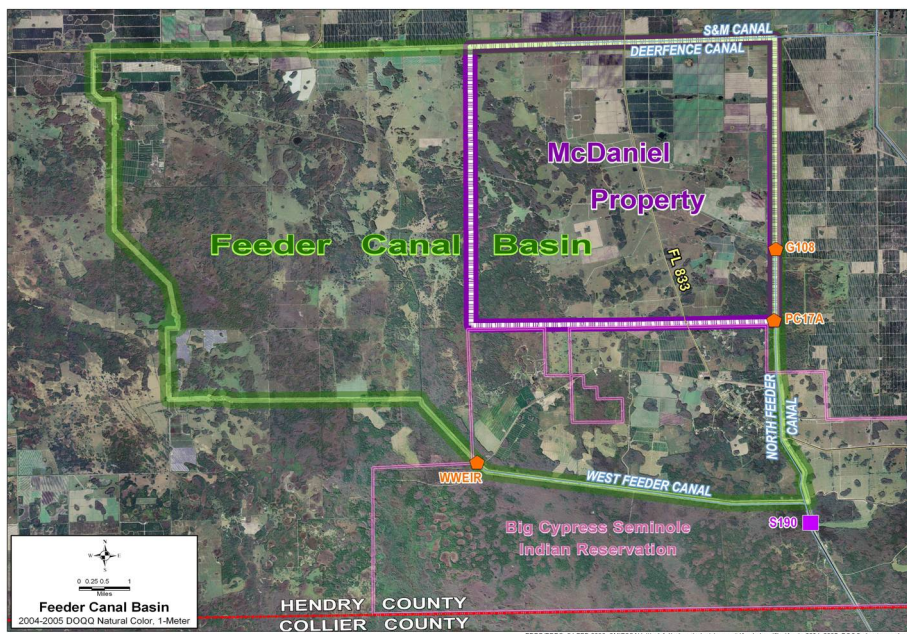 S&M CANAL
DEERFENCE CANAL
McDaniel
Property
Feeder Canal Basin
G108
FL 833
PC17A
NORTH FEEDER
CANAL
WWEIR
WEST FEEDER CANAL
S190
Big Cypress Seminole
Indian Reservation
N
W E
S
0 0.25 0.5 1
Miles
Feeder Canal Basin
2004-2005 DOQQ Natural Color, 1-Meter
HENDRY COUNTY
COLLIER COUNTY